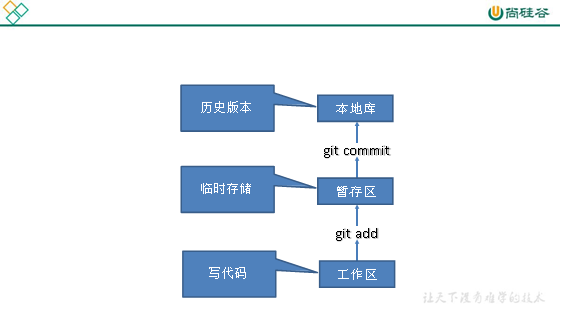 尚硅谷
历史版本
本地库
git commit
临时存储
暂存区
git add
写代码
工作区
让天下没有难学的技术